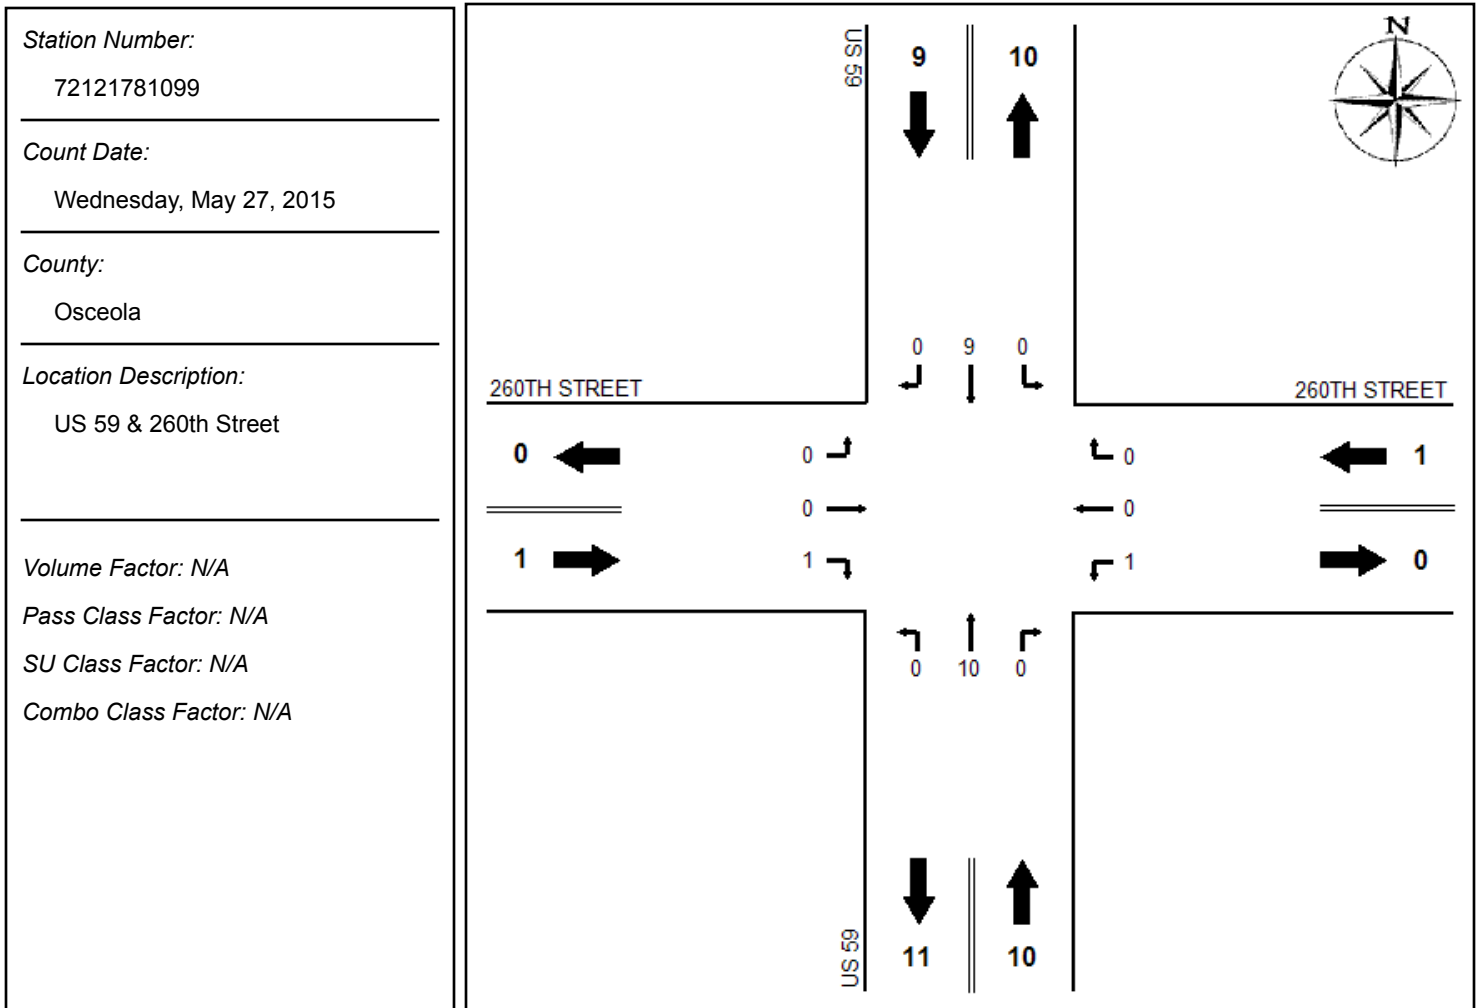 Station Number:
72121781099
Count Date:
Wednesday, May 27, 2015
County:
Osceola
Location Description:
US 59 & 260th Street
Volume Factor: N/A
Pass Class Factor: N/A
SU Class Factor: N/A
Combo Class Factor: N/A
N
US 59
9 10
0 9 0
260TH STREET
260TH STREET
0 0 0 1
0 0
1 1 1 0
0 10 0
US 59
11 10